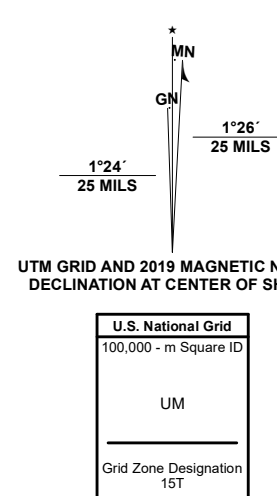 ★
MN
GN
1°26´
25 MILS
1°24´
25 MILS
UTM GRID AND 2019 MAGNETIC N
DECLINATION AT CENTER OF SH
U.S. National Grid
100,000 - m Square ID
UM
Grid Zone Designation
15T